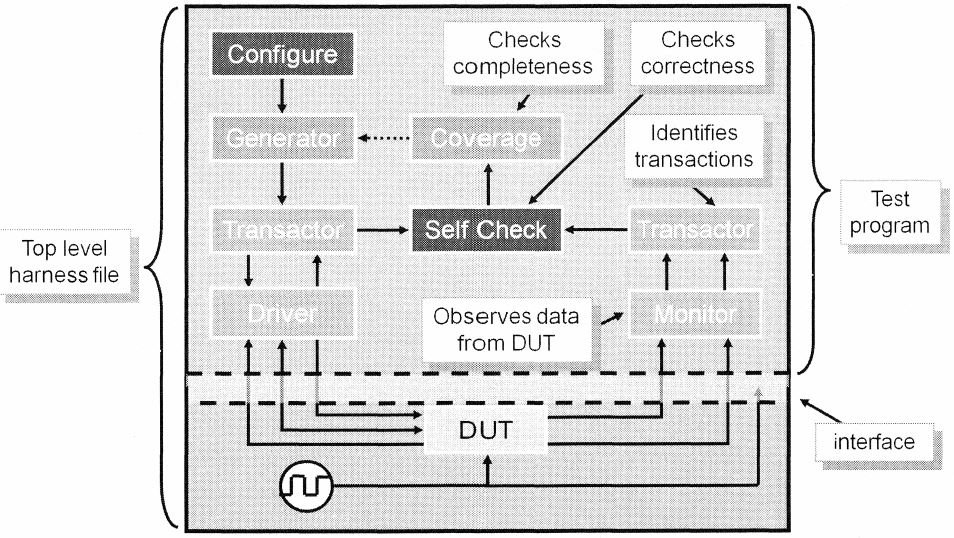 Configure
Checks
completeness
Checks
correctness
Generator
Coverage
Identifies
transactions
Test
program
Transactor
Self Check
Transactor
Top level
harness file
Driver
Observes data
from DUT
Monitor
DUT
interface